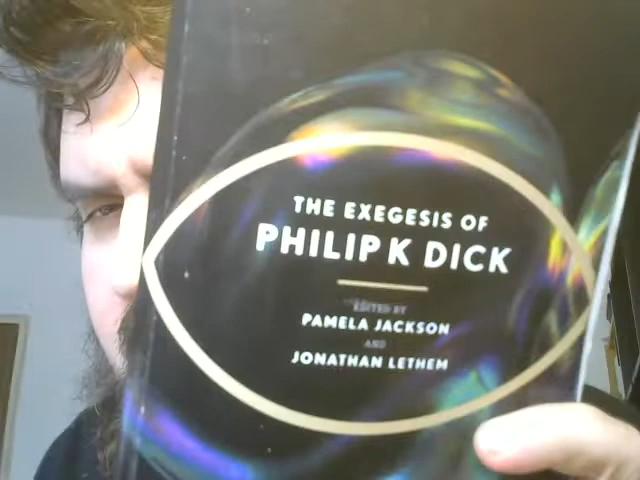 THE EXEGESIS OF
PHILIP K DICK
EDITED BY
PAMELA JACKSON
AND
JONATHAN LETHEM